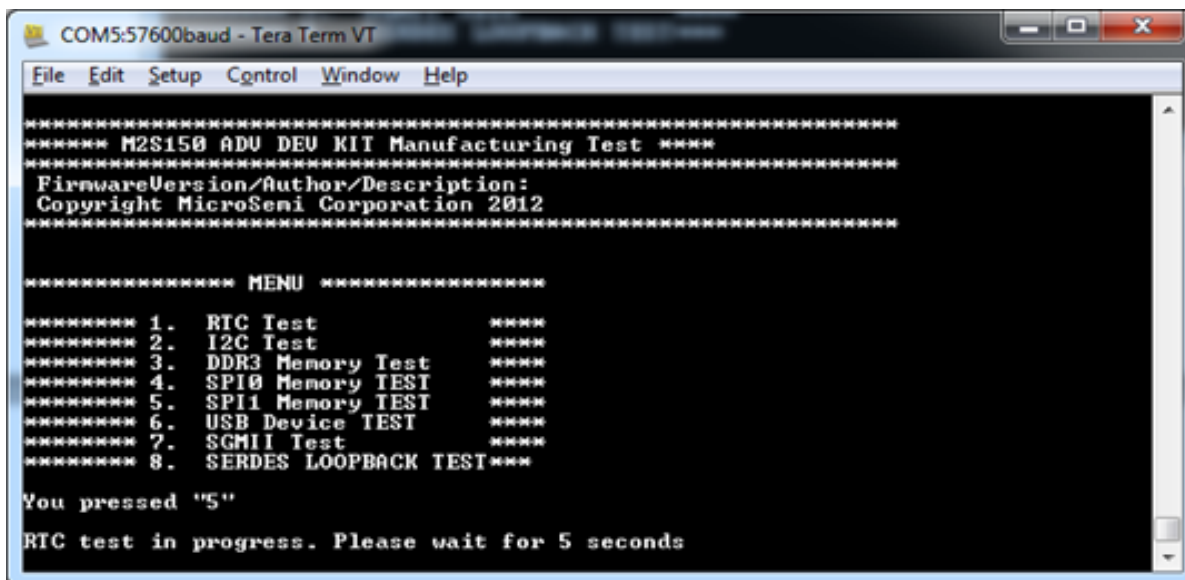 COM5:57600baud - Tera Term VT
File Edit Setup Control Window Help
**************************************************************
****** M2S150 ADV DEV KIT Manufacturing Test ****
**************************************************************
FirmwareVersion/Author/Description:
Copyright MicroSemi Corporation 2012
**************************************************************
*************** MENU ****************
******** 1. RTC Test ****
******** 2. I2C Test ****
******** 3. DDR3 Memory Test ****
******** 4. SPI0 Memory TEST ****
******** 5. SPI1 Memory TEST ****
******** 6. USB Device TEST ****
******** 7. SGMII Test ****
******** 8. SERDES LOOPBACK TEST***
You pressed "5"
RTC test in progress. Please wait for 5 seconds